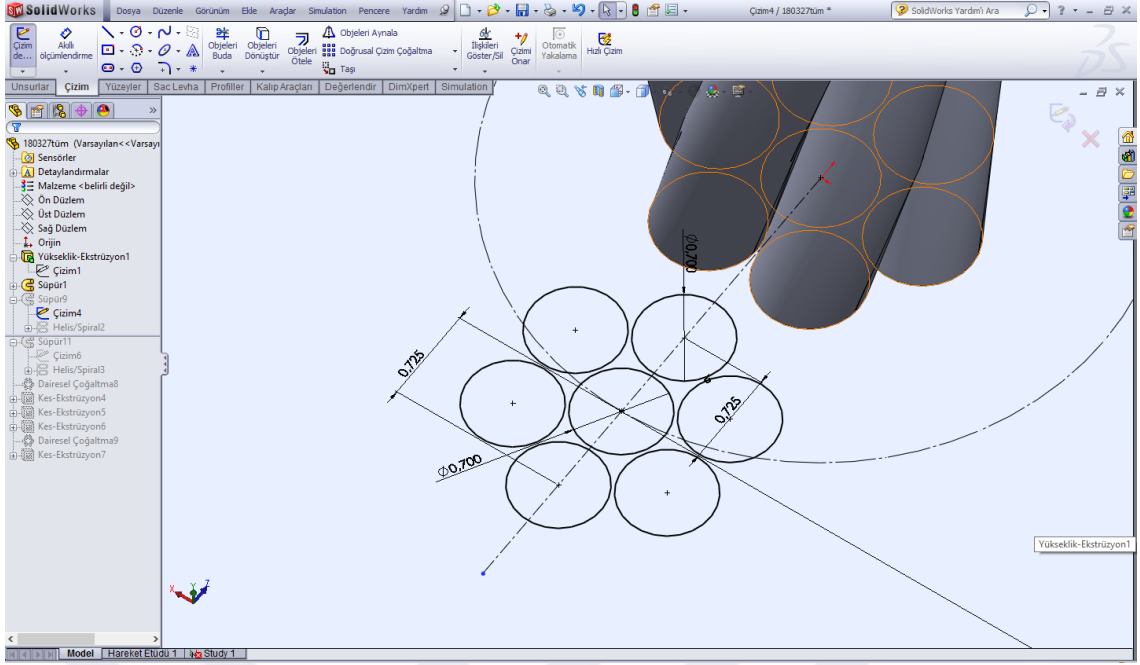 SolidWorks Dosya Düzenle Görünüm Ekle Araçlar Simulation Pencere Yardım Çizim4 / 180327tüm * SolidWorks Yardım'ı Ara
Çizim de... Akıllı ölçümlendirme Objeleri Buda Objeleri Dönüştür Objeleri Ötele Objeleri Aynala Doğrusal Çizim Çoğaltma Taşı İlişkileri Göster/Sil Çizimi Onar Otomatik Yakalama Hızlı Çizim
Unsurlar Çizim Yüzeyler Sac Levha Profiller Kalıp Araçları Değerlendir DimXpert Simulation
180327tüm (Varsayılan<<Varsayı
Sensörler
Detaylandırmalar
Malzeme <belirli değil>
Ön Düzlem
Üst Düzlem
Sağ Düzlem
Orijin
Yükseklik-Ekstrüzyon1
Çizim1
Süpür1
Süpür9
Çizim4
Helis/Spiral2
Süpür11
Çizim6
Helis/Spiral3
Dairesel Çoğaltma8
Kes-Ekstrüzyon4
Kes-Ekstrüzyon5
Kes-Ekstrüzyon6
Dairesel Çoğaltma9
Kes-Ekstrüzyon7
Ø0,700
0,725
0,725
Ø0,700
Yükseklik-Ekstrüzyon1
X Y Z
Model Hareket Etüdü 1 Study 1